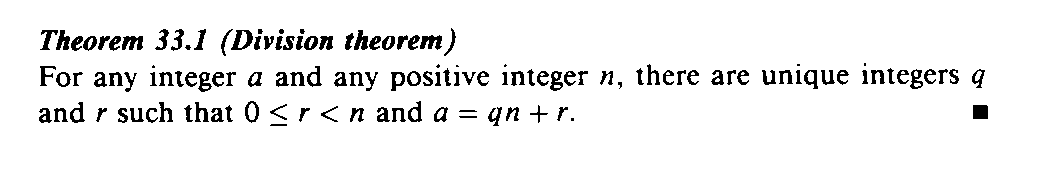 Theorem 33.1 (Division theorem)
For any integer a and any positive integer n, there are unique integers q
and r such that 0 ≤ r < n and a = qn + r. ■